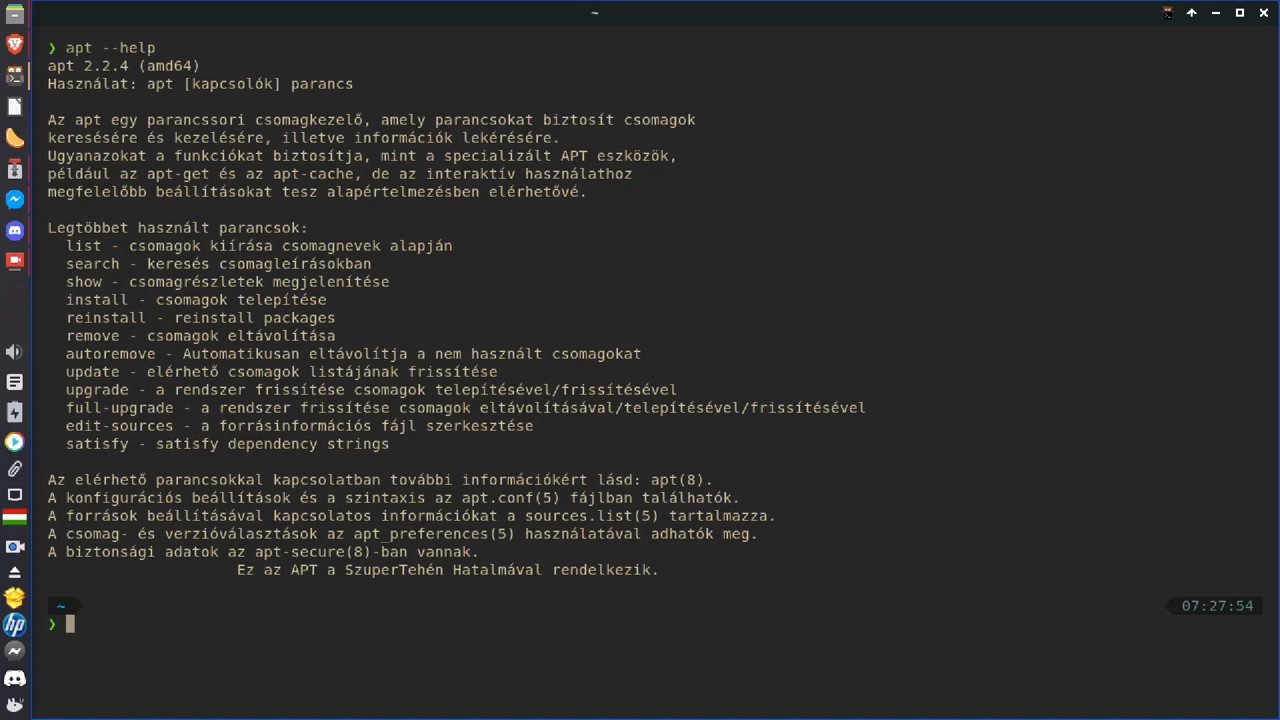 ~
❯ apt --help
apt 2.2.4 (amd64)
Használat: apt [kapcsolók] parancs
Az apt egy parancssori csomagkezelő, amely parancsokat biztosít csomagok
keresésére és kezelésére, illetve információk lekérésére.
Ugyanazokat a funkciókat biztosítja, mint a specializált APT eszközök,
például az apt-get és az apt-cache, de az interaktív használathoz
megfelelőbb beállításokat tesz alapértelmezésben elérhetővé.
Legtöbbet használt parancsok:
list - csomagok kiírása csomagnevek alapján
search - keresés csomagleírásokban
show - csomagrészletek megjelenítése
install - csomagok telepítése
reinstall - reinstall packages
remove - csomagok eltávolítása
autoremove - Automatikusan eltávolítja a nem használt csomagokat
update - elérhető csomagok listájának frissítése
upgrade - a rendszer frissítése csomagok telepítésével/frissítésével
full-upgrade - a rendszer frissítése csomagok eltávolításával/telepítésével/frissítésével
edit-sources - a forrásinformációs fájl szerkesztése
satisfy - satisfy dependency strings
Az elérhető parancsokkal kapcsolatban további információkért lásd: apt(8).
A konfigurációs beállítások és a szintaxis az apt.conf(5) fájlban találhatók.
A források beállításával kapcsolatos információkat a sources.list(5) tartalmazza.
A csomag- és verzióválasztások az apt_preferences(5) használatával adhatók meg.
A biztonsági adatok az apt-secure(8)-ban vannak.
Ez az APT a SzuperTehén Hatalmával rendelkezik.
~ 07:27:54
❯
hp